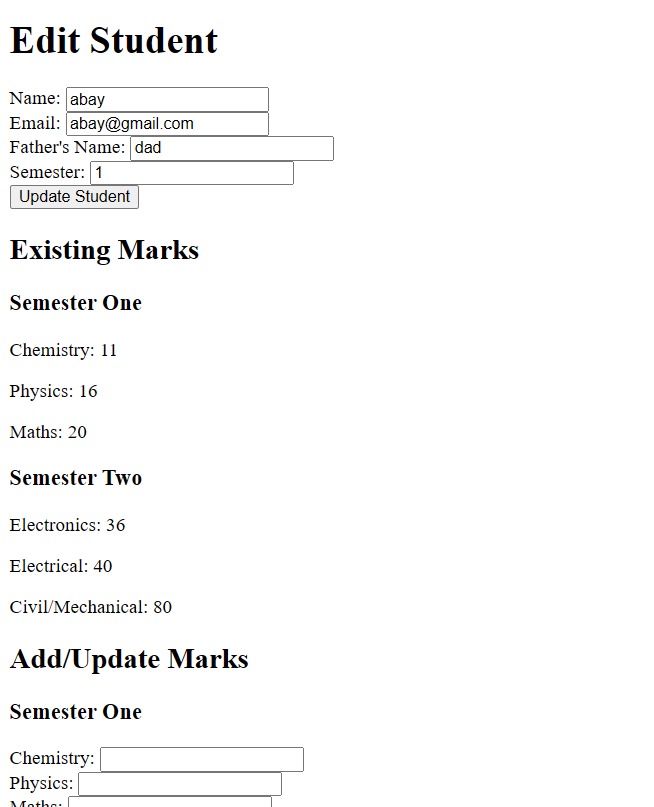 Edit Student
Name: abay
Email: abay@gmail.com
Father's Name: dad
Semester: 1
Update Student
Existing Marks
Semester One
Chemistry: 11
Physics: 16
Maths: 20
Semester Two
Electronics: 36
Electrical: 40
Civil/Mechanical: 80
Add/Update Marks
Semester One
Chemistry:
Physics:
Maths: